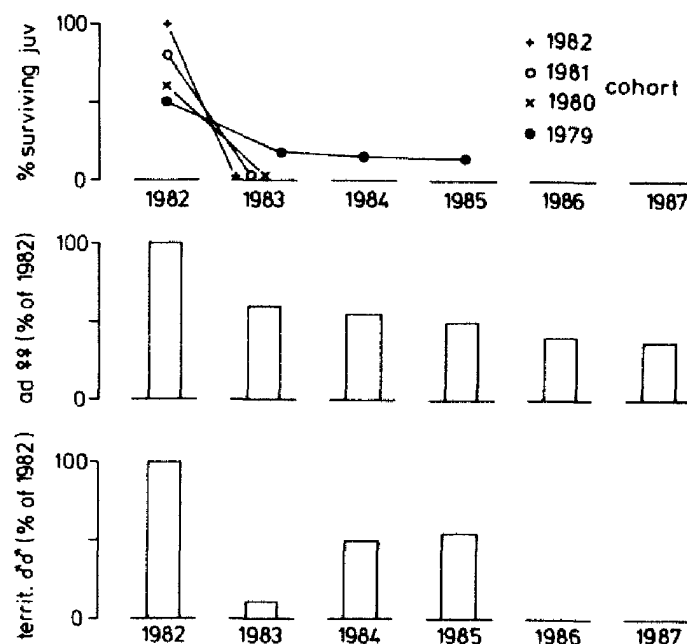 % surviving juv
100
0
+ 1982
o 1981
x 1980
● 1979
cohort
1982 1983 1984 1985 1986 1987
ad ♀♀ (% of 1982)
100
0
territ. ♂♂ (% of 1982)
100
0
1982 1983 1984 1985 1986 1987